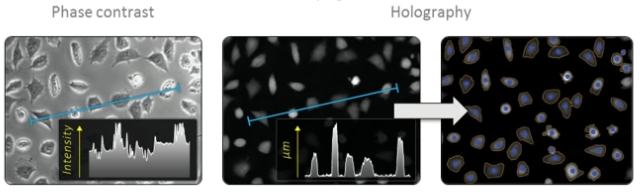 Phase contrast
Holography
Intensity
μm